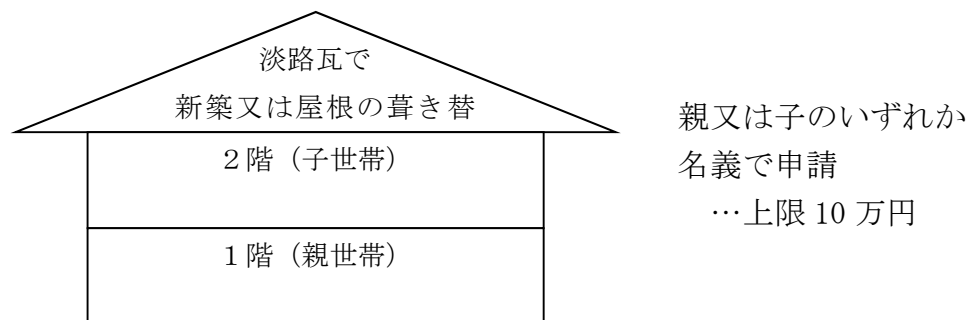 淡路瓦で
新築又は屋根の葺き替
２階（子世帯）
１階（親世帯）
親又は子のいずれか
名義で申請
…上限 10 万円